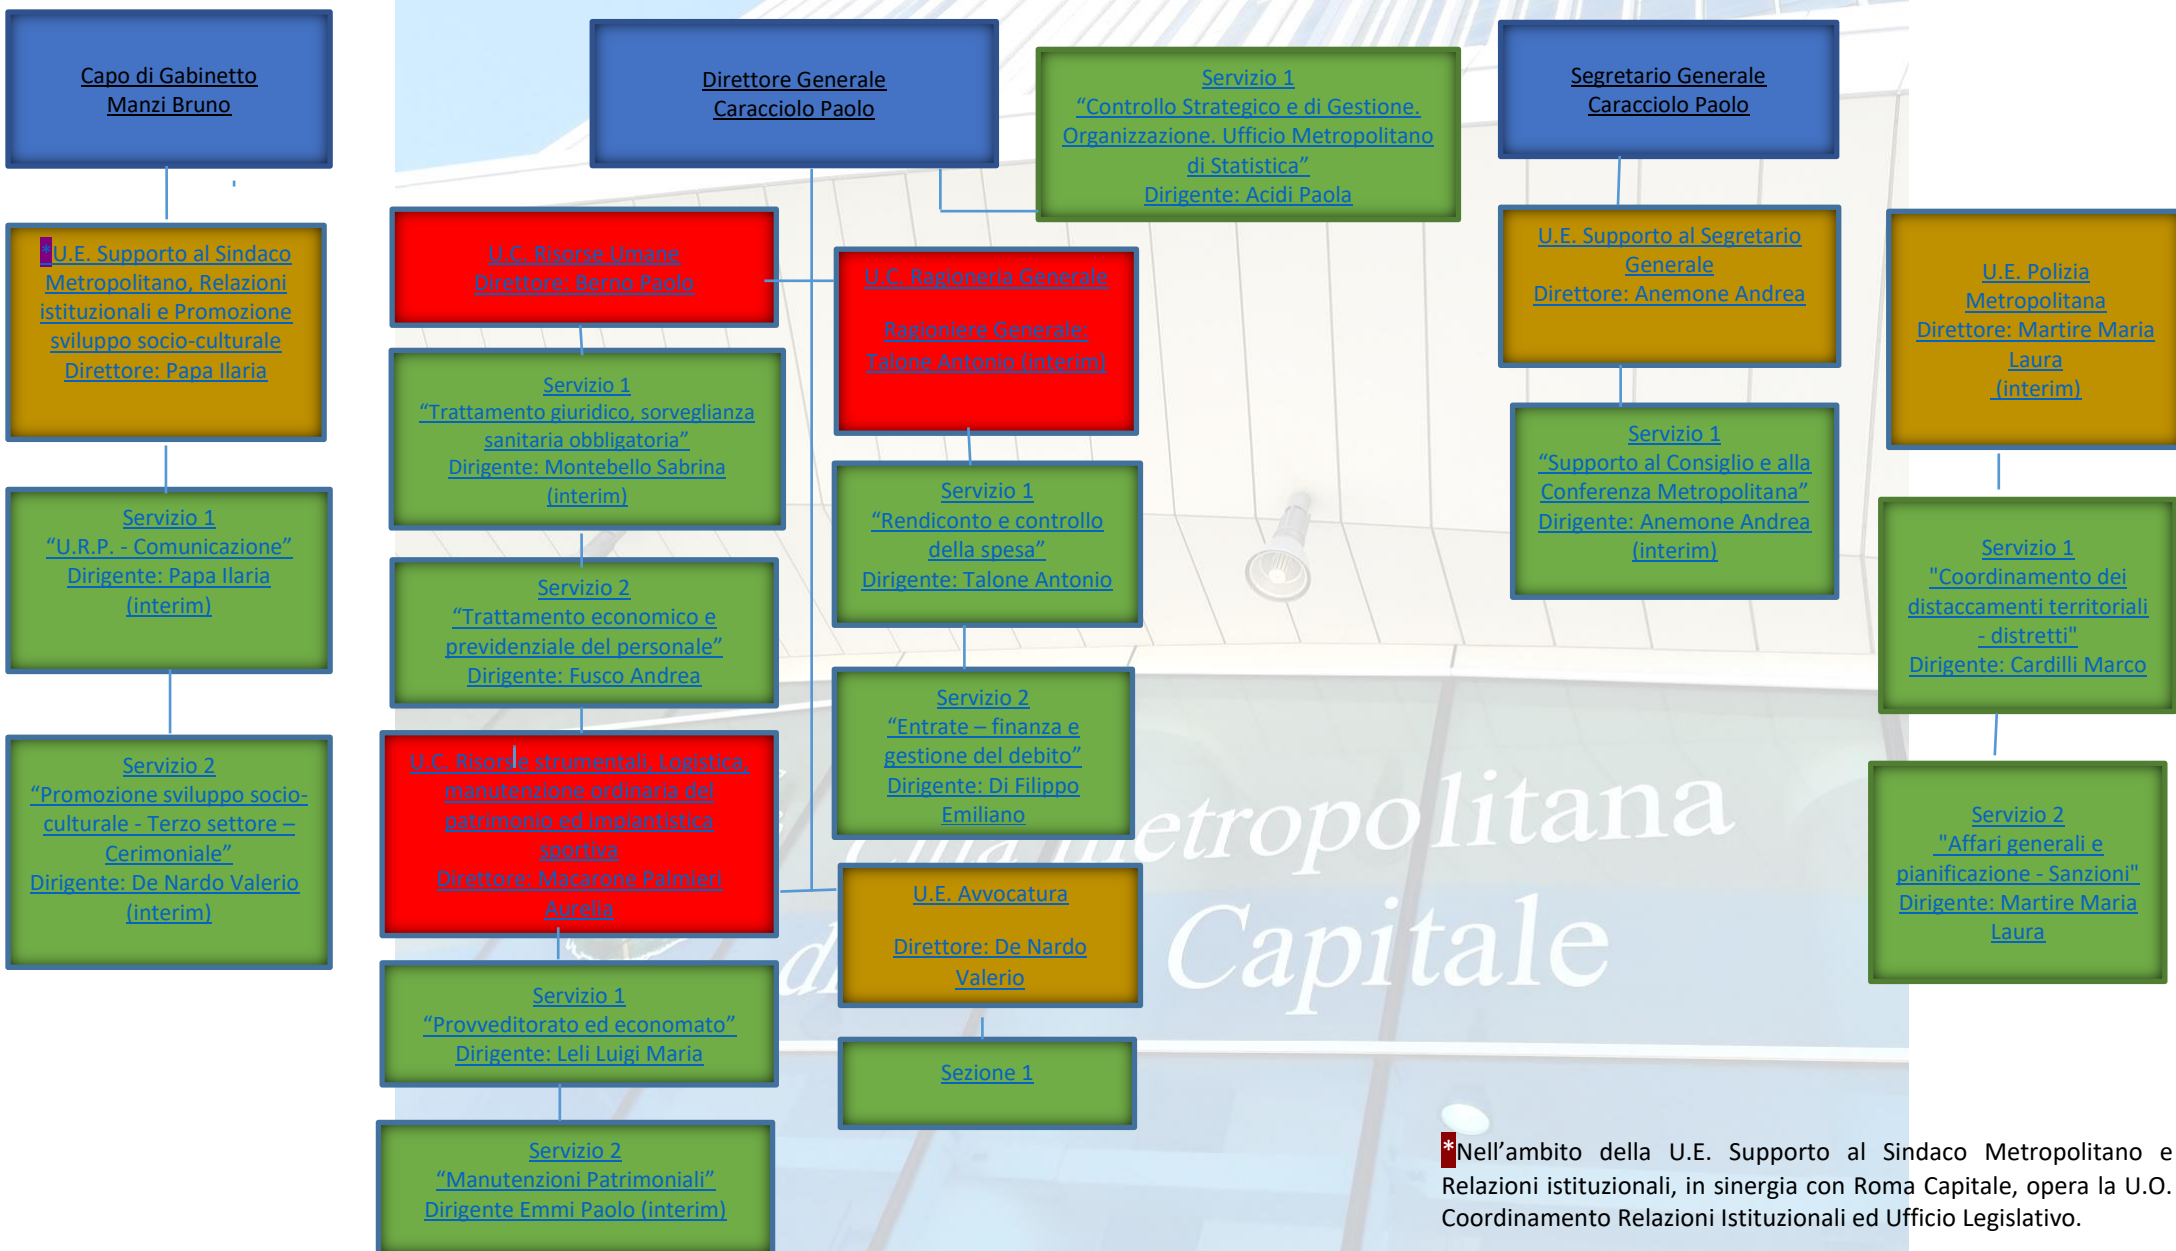 Capo di Gabinetto
Manzi Bruno
Direttore Generale
Caracciolo Paolo
Servizio 1
“Controllo Strategico e di Gestione.
Organizzazione. Ufficio Metropolitano
di Statistica”
Dirigente: Acidi Paola
Segretario Generale
Caracciolo Paolo
*U.E. Supporto al Sindaco
Metropolitano, Relazioni
istituzionali e Promozione
sviluppo socio-culturale
Direttore: Papa Ilaria
Servizio 1
“U.R.P. - Comunicazione”
Dirigente: Papa Ilaria
(interim)
Servizio 2
“Promozione sviluppo socio-
culturale - Terzo settore –
Cerimoniale”
Dirigente: De Nardo Valerio
(interim)
U.C. Risorse Umane
Direttore: Berno Paolo
Servizio 1
“Trattamento giuridico, sorveglianza
sanitaria obbligatoria”
Dirigente: Montebello Sabrina
(interim)
Servizio 2
“Trattamento economico e
previdenziale del personale”
Dirigente: Fusco Andrea
U.C. Risorse strumentali, Logistica,
manutenzione ordinaria del
patrimonio ed impiantistica
sportiva
Direttore: Macarone Palmieri
Aurelia
Servizio 1
“Provveditorato ed economato”
Dirigente: Leli Luigi Maria
Servizio 2
“Manutenzioni Patrimoniali”
Dirigente Emmi Paolo (interim)
U.C. Ragioneria Generale
Ragioniere Generale:
Talone Antonio (interim)
Servizio 1
“Rendiconto e controllo
della spesa”
Dirigente: Talone Antonio
Servizio 2
“Entrate – finanza e
gestione del debito”
Dirigente: Di Filippo
Emiliano
U.E. Avvocatura
Direttore: De Nardo
Valerio
Sezione 1
U.E. Supporto al Segretario
Generale
Direttore: Anemone Andrea
Servizio 1
“Supporto al Consiglio e alla
Conferenza Metropolitana”
Dirigente: Anemone Andrea
(interim)
U.E. Polizia
Metropolitana
Direttore: Martire Maria
Laura
(interim)
Servizio 1
"Coordinamento dei
distaccamenti territoriali
- distretti"
Dirigente: Cardilli Marco
Servizio 2
"Affari generali e
pianificazione - Sanzioni"
Dirigente: Martire Maria
Laura
metropolitana
Capitale
*Nell’ambito della U.E. Supporto al Sindaco Metropolitano e
Relazioni istituzionali, in sinergia con Roma Capitale, opera la U.O.
Coordinamento Relazioni Istituzionali ed Ufficio Legislativo.